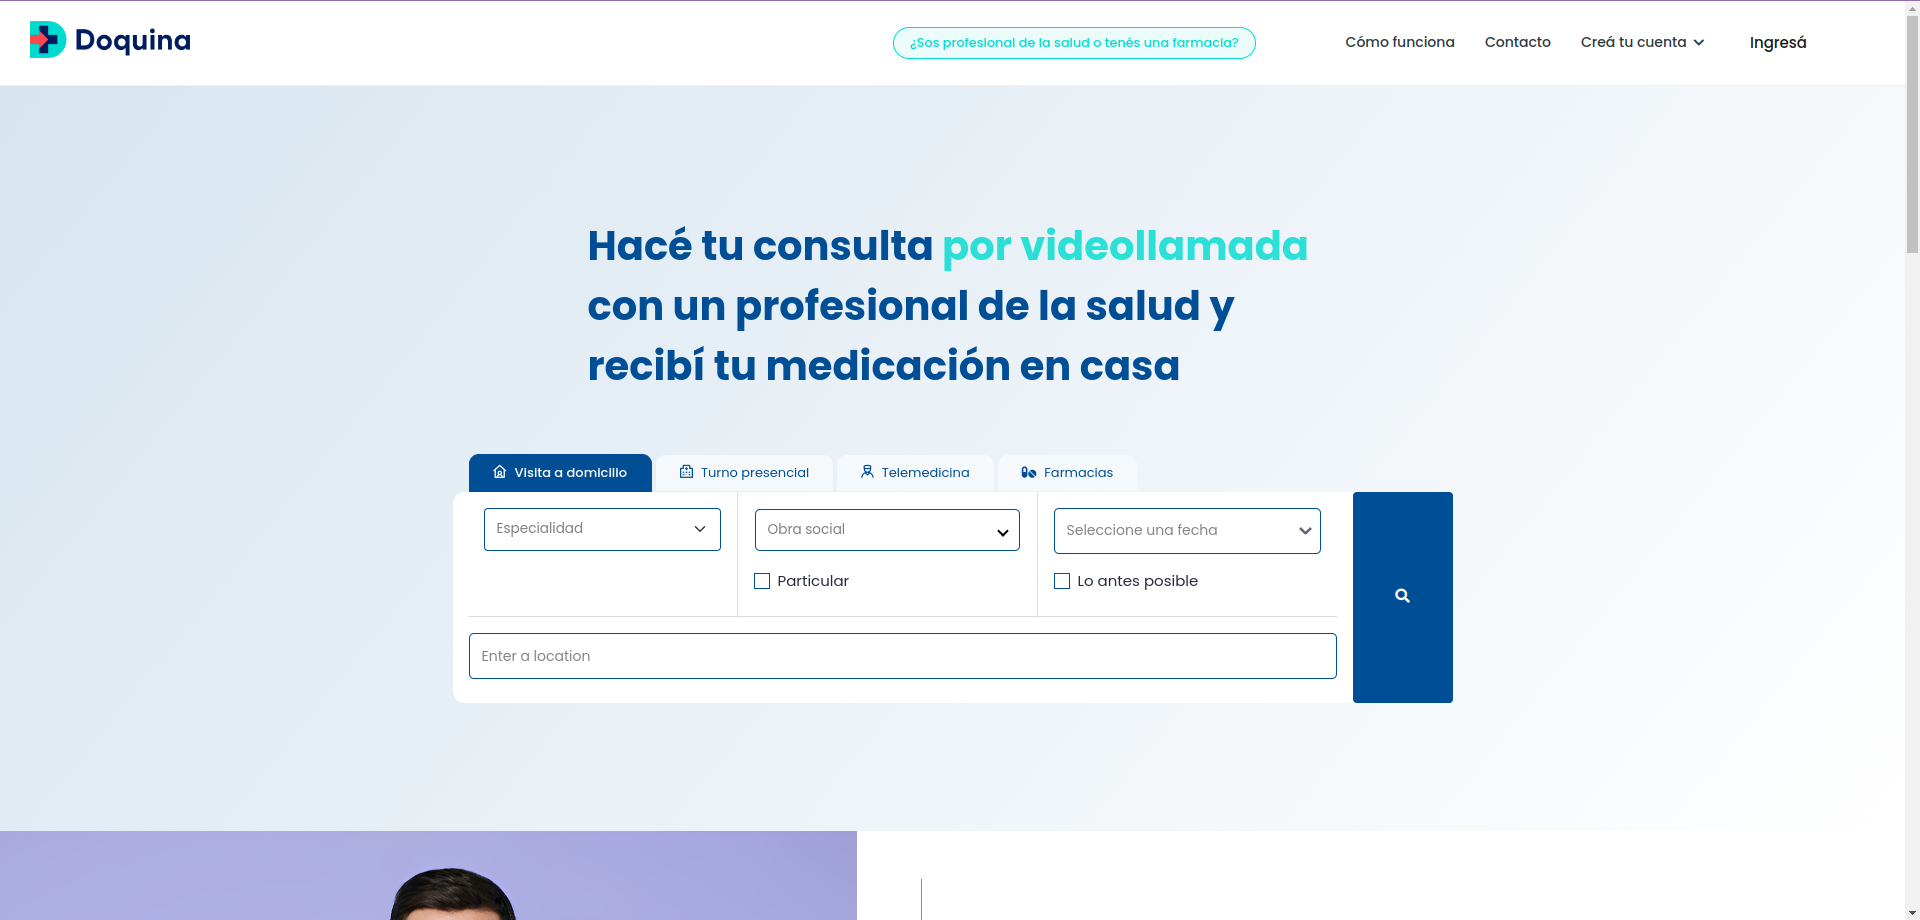 Doquina
¿Sos profesional de la salud o tenés una farmacia?
Cómo funciona
Contacto
Creá tu cuenta
Ingresá
Hacé tu consulta por videollamada
con un profesional de la salud y
recibí tu medicación en casa
Visita a domicilio
Turno presencial
Telemedicina
Farmacias
Especialidad
Obra social
Seleccione una fecha
Particular
Lo antes posible
Enter a location